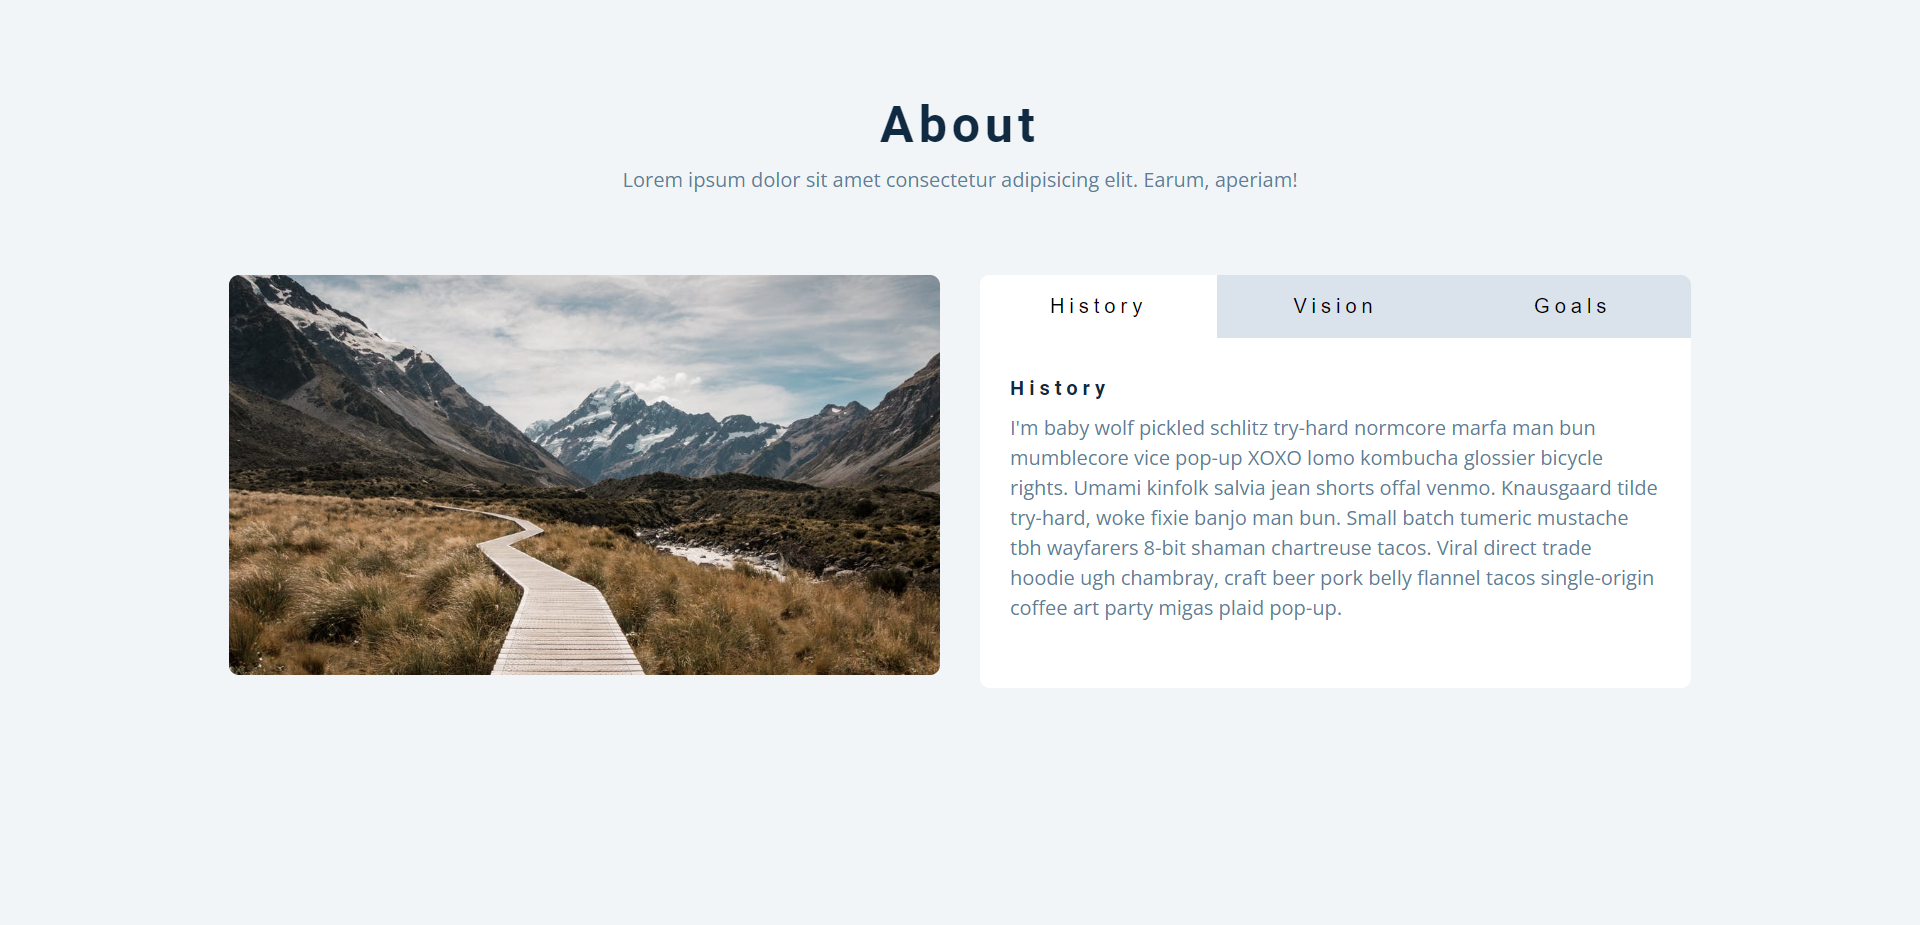 About
Lorem ipsum dolor sit amet consectetur adipisicing elit. Earum, aperiam!
History
Vision
Goals
History
I'm baby wolf pickled schlitz try-hard normcore marfa man bun
mumblecore vice pop-up XOXO lomo kombucha glossier bicycle
rights. Umami kinfolk salvia jean shorts offal venmo. Knausgaard tilde
try-hard, woke fixie banjo man bun. Small batch tumeric mustache
tbh wayfarers 8-bit shaman chartreuse tacos. Viral direct trade
hoodie ugh chambray, craft beer pork belly flannel tacos single-origin
coffee art party migas plaid pop-up.